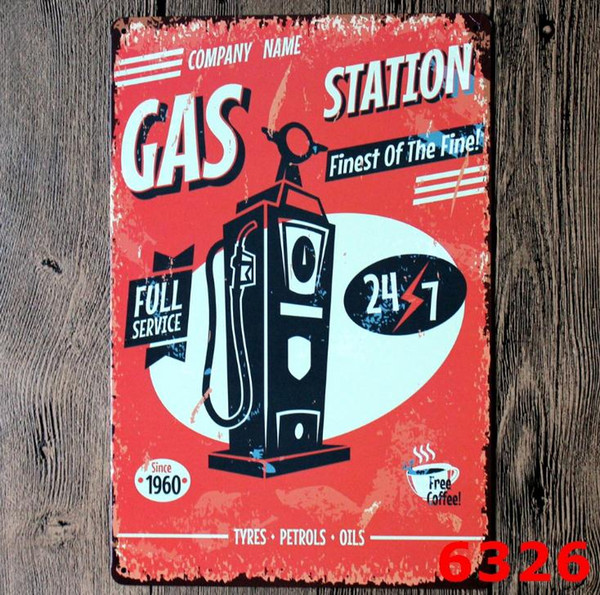 COMPANY NAME
GAS STATION
Finest Of The Fine!
FULL
SERVICE
24 7
Since
1960
Free
Coffee!
TYRES • PETROLS • OILS
6326